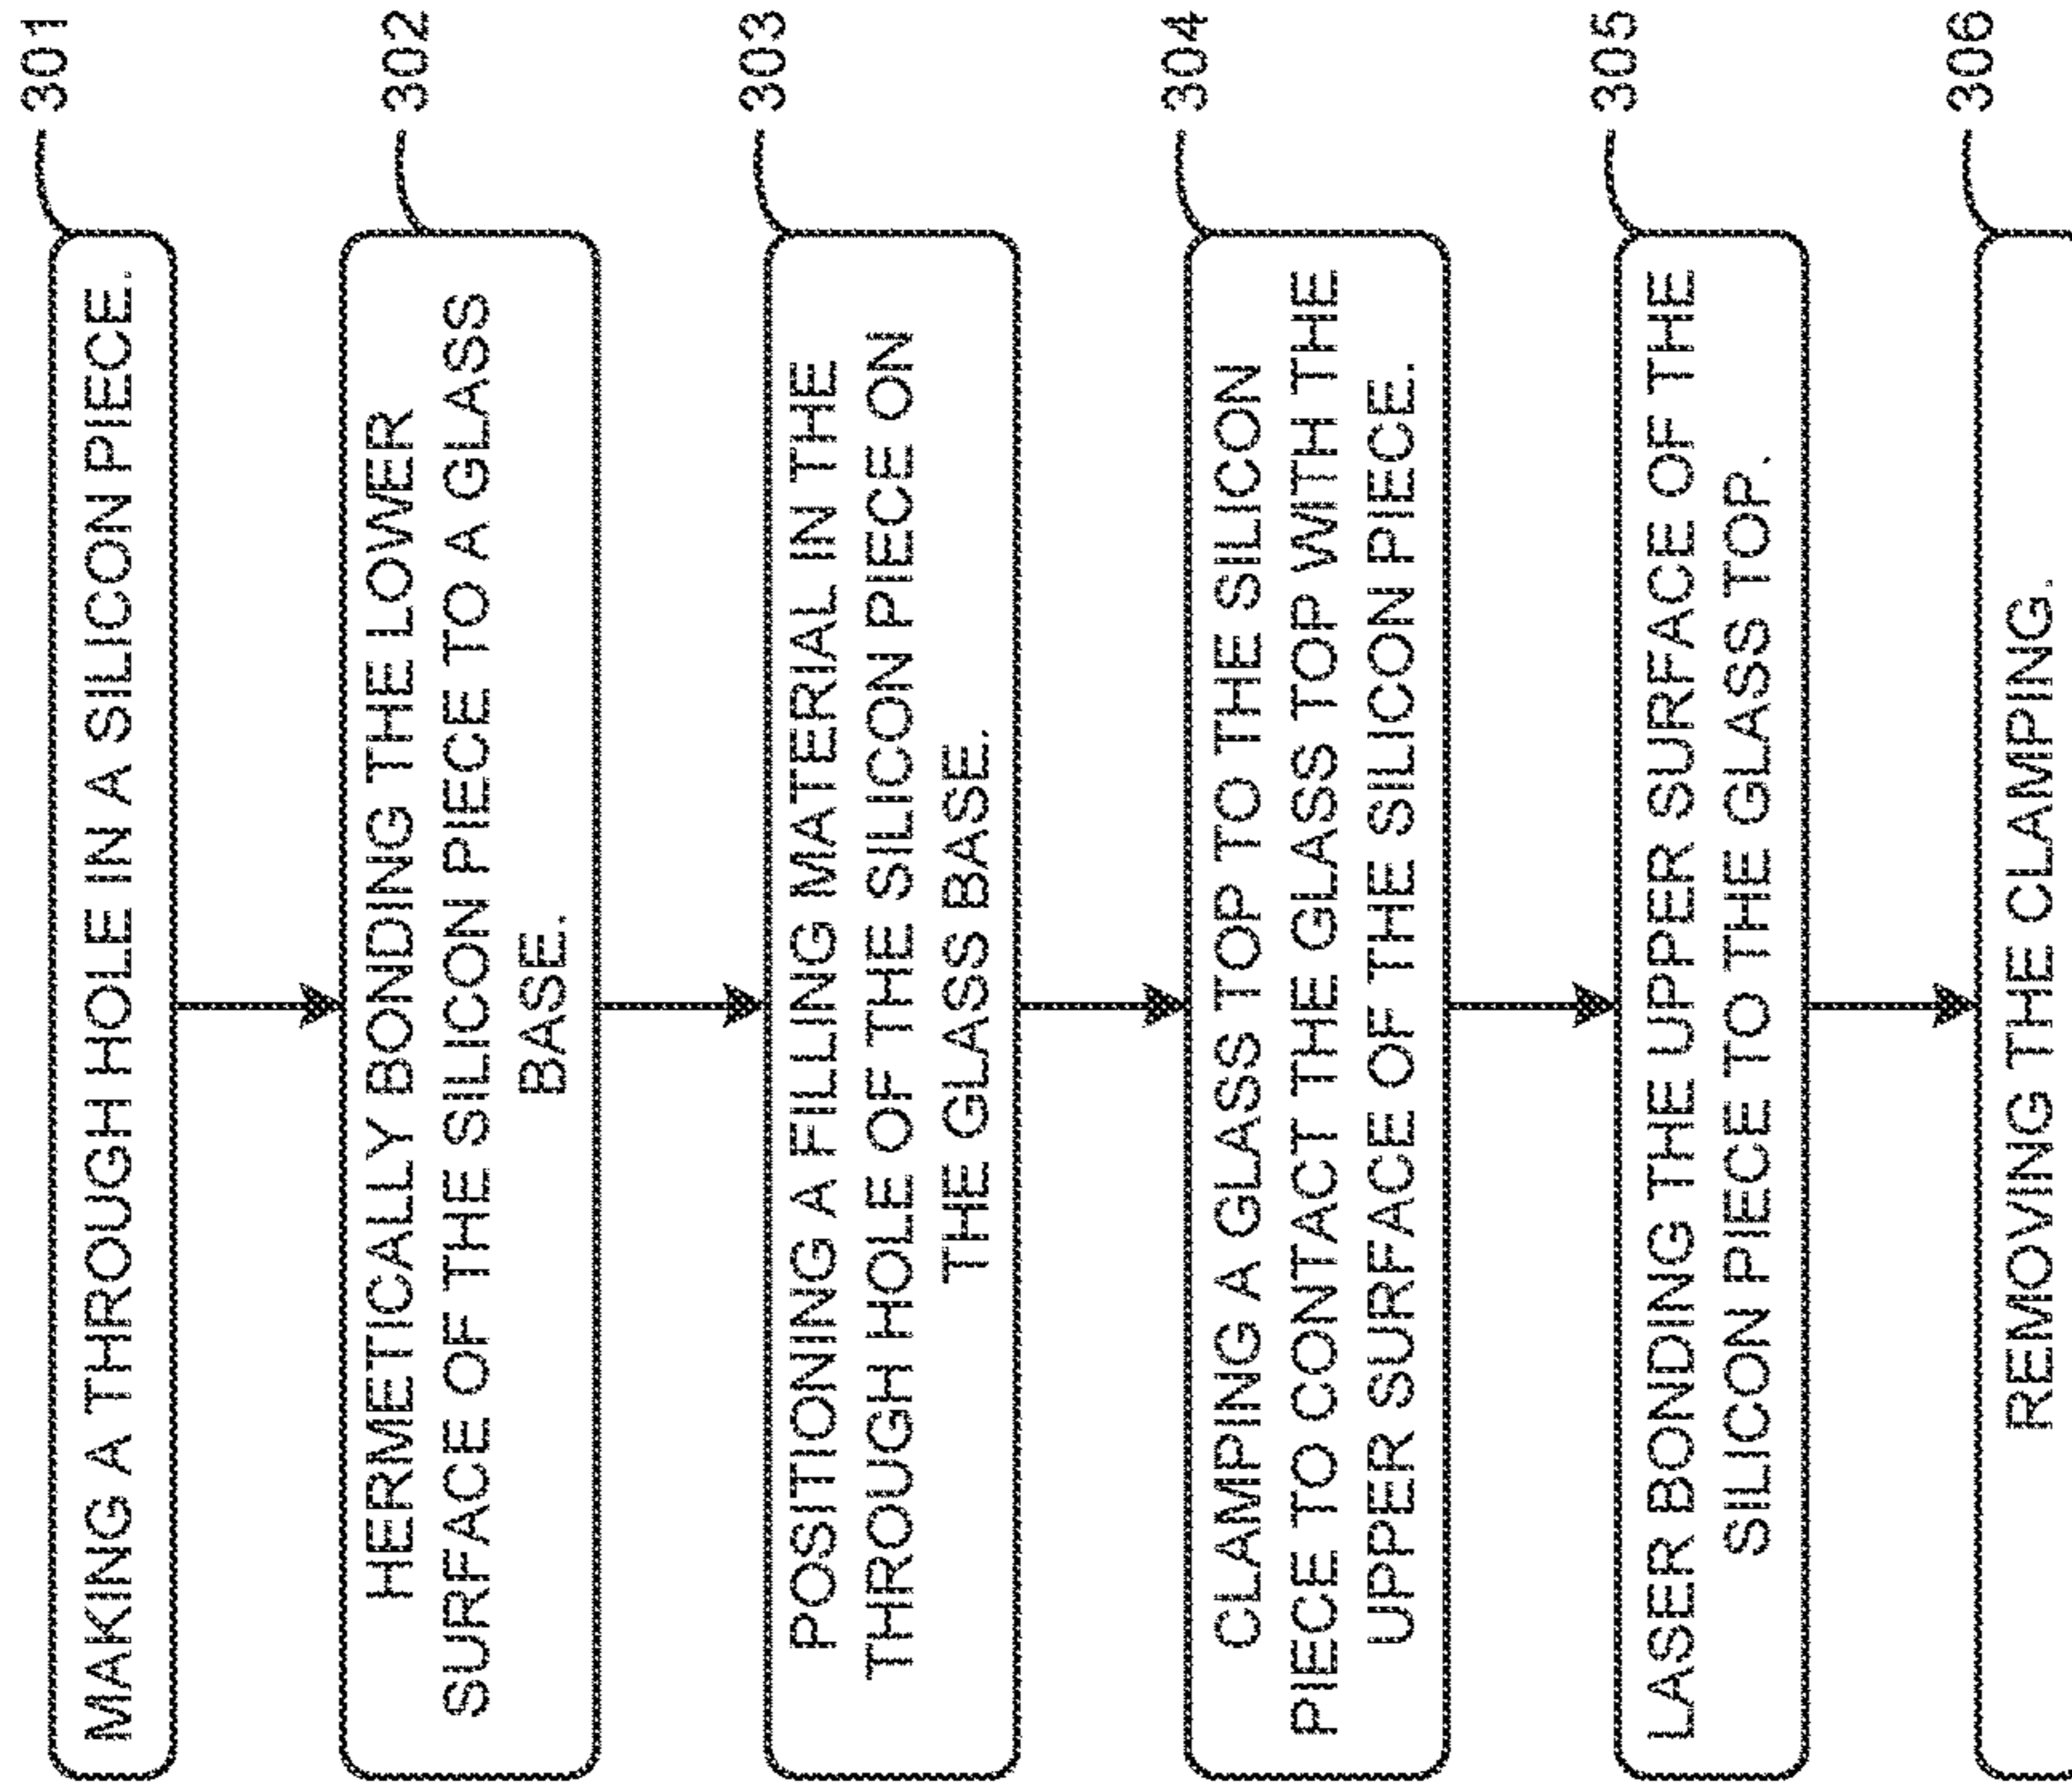 301
MAKING A THROUGH HOLE IN A SILICON PIECE.
302
HERMETICALLY BONDING THE LOWER
SURFACE OF THE SILICON PIECE TO A GLASS
BASE.
303
POSITIONING A FILLING MATERIAL IN THE
THROUGH HOLE OF THE SILICON PIECE ON
THE GLASS BASE.
304
CLAMPING A GLASS TOP TO THE SILICON
PIECE TO CONTACT THE GLASS TOP WITH THE
UPPER SURFACE OF THE SILICON PIECE.
305
LASER BONDING THE UPPER SURFACE OF THE
SILICON PIECE TO THE GLASS TOP.
306
REMOVING THE CLAMPING.